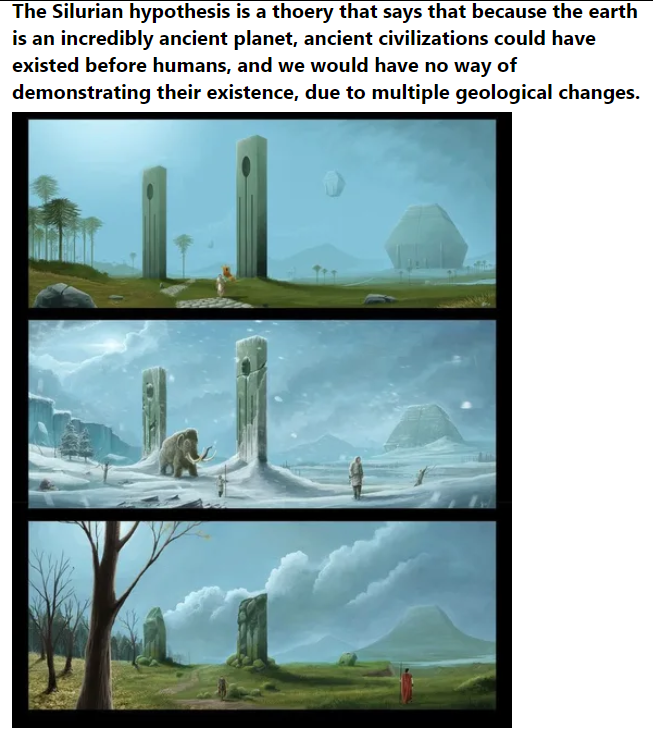 The Silurian hypothesis is a thoery that says that because the earth
is an incredibly ancient planet, ancient civilizations could have
existed before humans, and we would have no way of
demonstrating their existence, due to multiple geological changes.